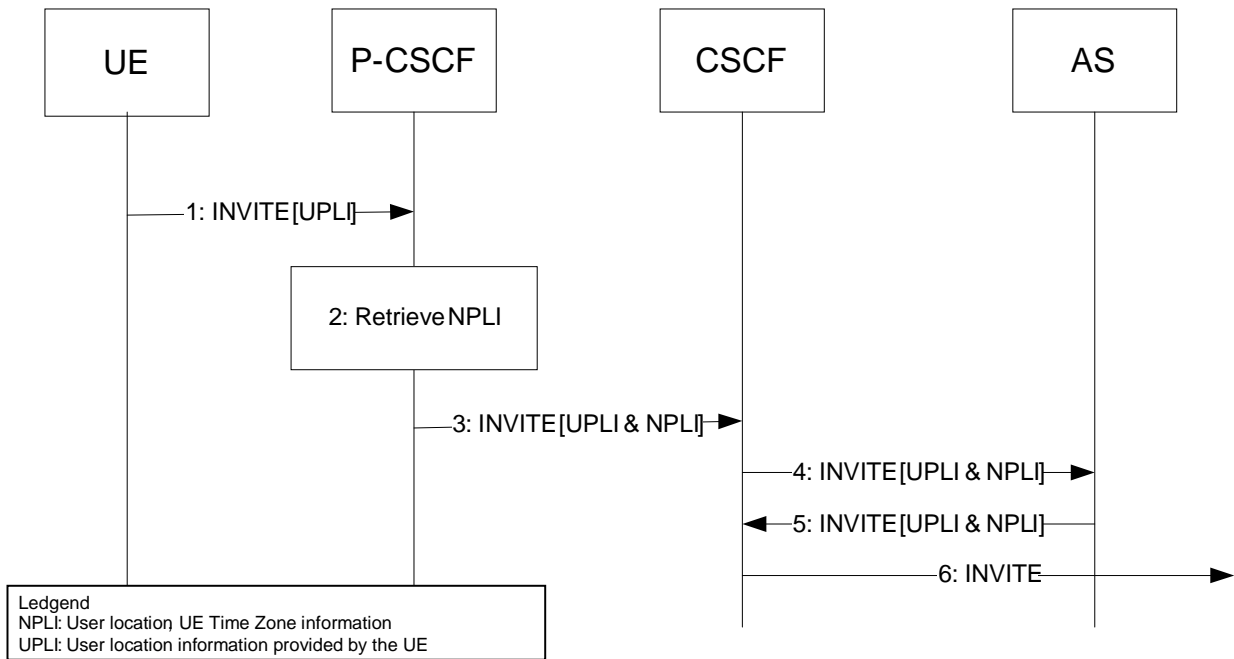 UE
P-CSCF
CSCF
AS
1: INVITE[UPLI]
2: Retrieve NPLI
3: INVITE[UPLI & NPLI]
4: INVITE[UPLI & NPLI]
5: INVITE[UPLI & NPLI]
6: INVITE
Ledgend
NPLI: User location, UE Time Zone information
UPLI: User location information provided by the UE